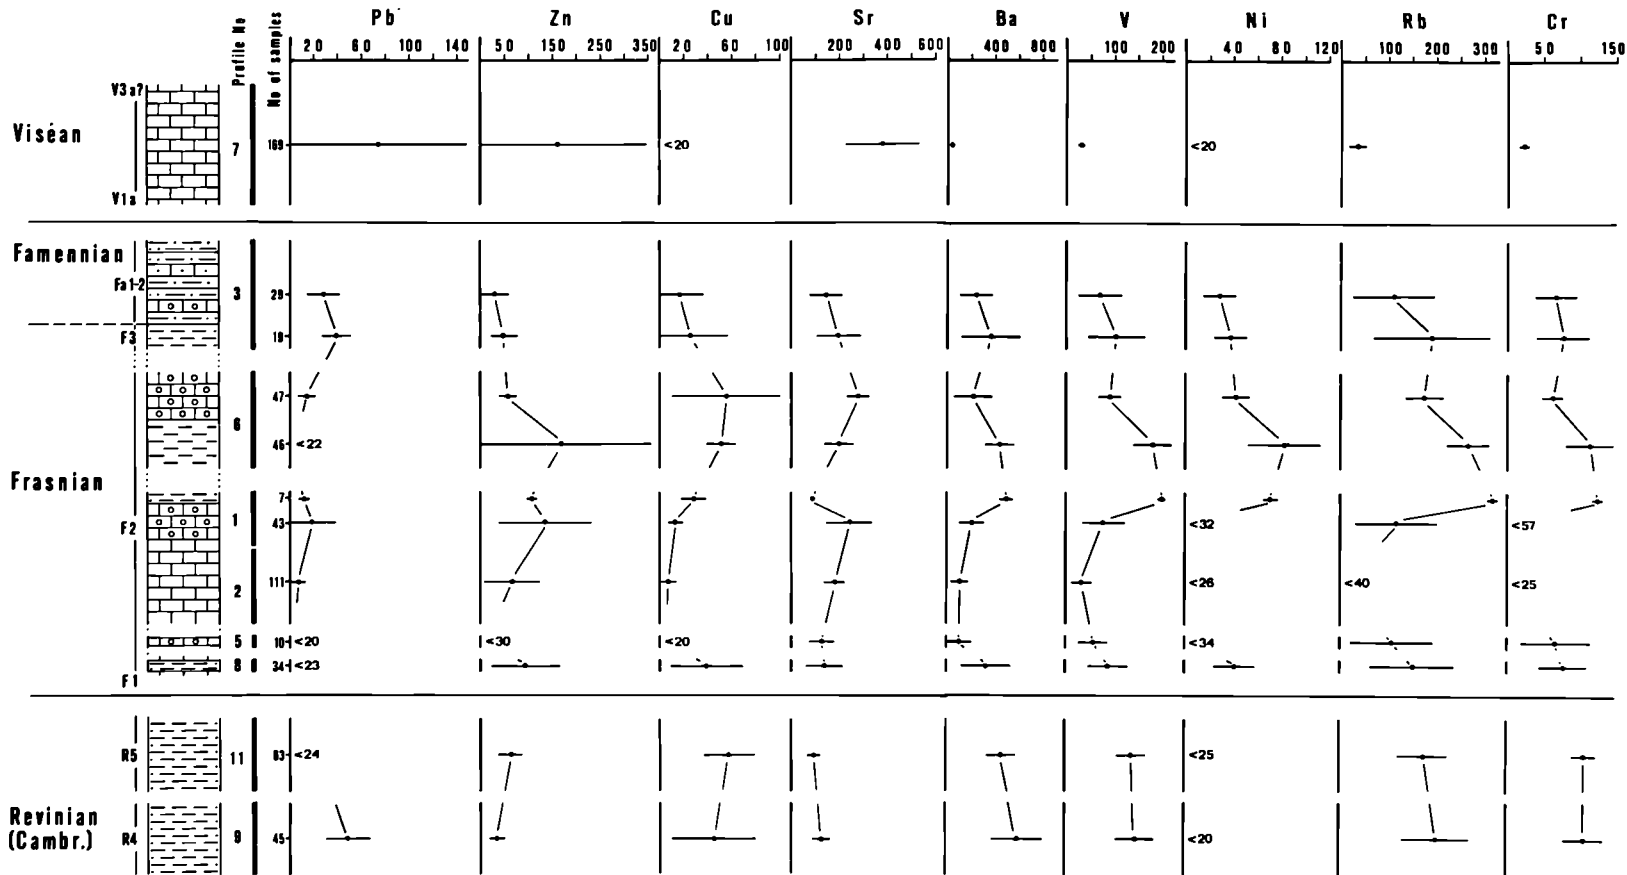 Pb Zn Cu Sr Ba V Ni Rb Cr
Profile No
No of samples
20 60 100 140
50 150 250 350
20 60 100
200 400 600
400 800
100 200
40 80 120
100 200 300
50 150
V3a?
Viséan
7 169 <20 <20
V1a
Famennian
Fa1-2
3 29
F3 19
47
6
46 <22
Frasnian
7
1
F2 43 <32 <57
111 <26 <40 <25
2
5 10 <20 <30 <20 <34
8 34 <23
F1
R5 11 63 <24 <25
Revinian
(Cambr.) R4 9 45 <20